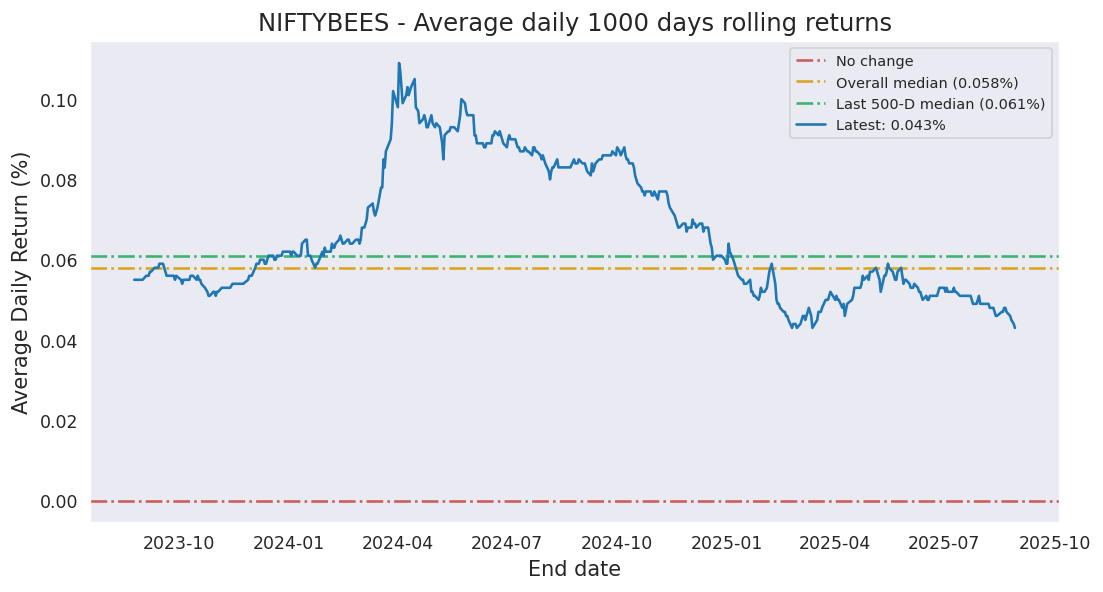 NIFTYBEES - Average daily 1000 days rolling returns
No change
Overall median (0.058%)
Last 500-D median (0.061%)
Latest: 0.043%
Average Daily Return (%)
0.10
0.08
0.06
0.04
0.02
0.00
2023-10 2024-01 2024-04 2024-07 2024-10 2025-01 2025-04 2025-07 2025-10
End date